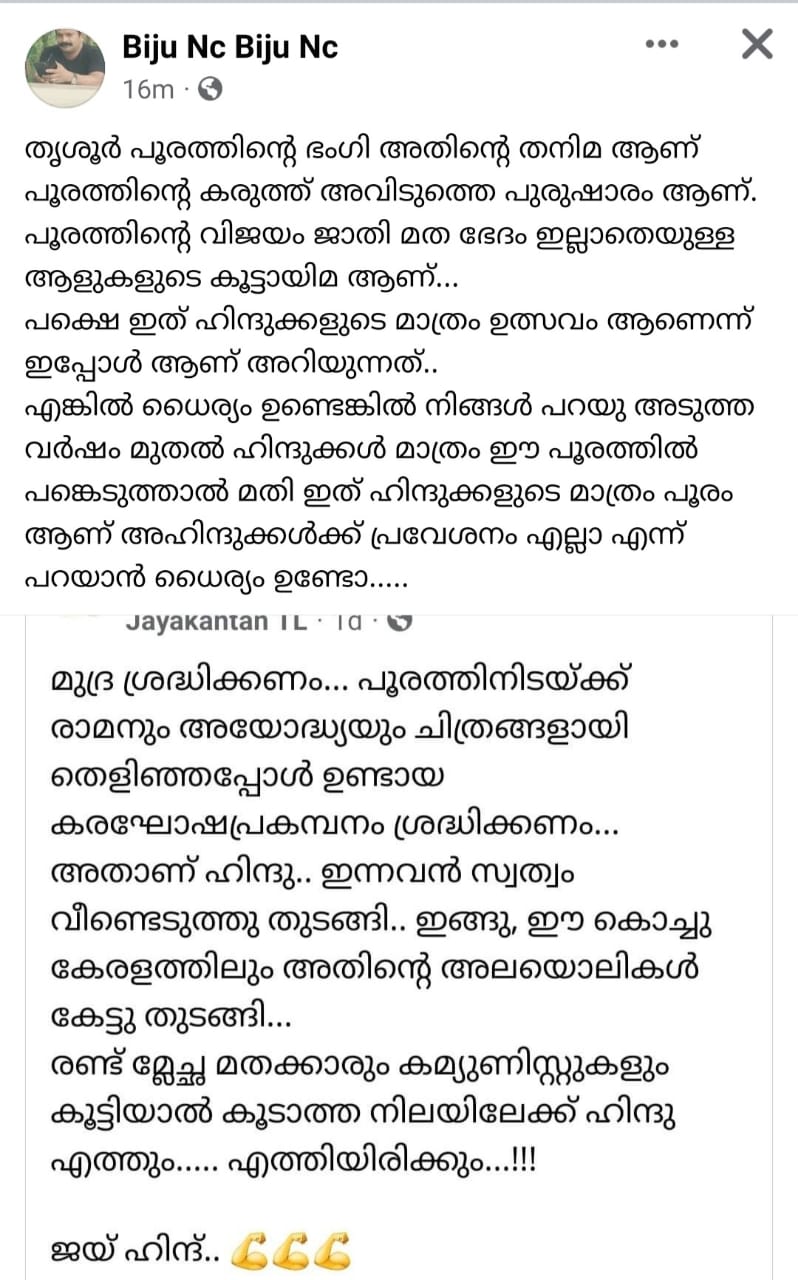 Biju Nc Biju Nc
16m ·
തൃശൂർ പൂരത്തിന്റെ ഭംഗി അതിന്റെ തനിമ ആണ്
പൂരത്തിന്റെ കരുത്ത് അവിടുത്തെ പുരുഷാരം ആണ്.
പൂരത്തിന്റെ വിജയം ജാതി മത ഭേദം ഇല്ലാതെയുള്ള
ആളുകളുടെ കൂട്ടായിമ ആണ്...
പക്ഷെ ഇത് ഹിന്ദുക്കളുടെ മാത്രം ഉത്സവം ആണെന്ന്
ഇപ്പോൾ ആണ് അറിയുന്നത്..
എങ്കിൽ ധൈര്യം ഉണ്ടെങ്കിൽ നിങ്ങൾ പറയു അടുത്ത
വർഷം മുതൽ ഹിന്ദുക്കൾ മാത്രം ഈ പൂരത്തിൽ
പങ്കെടുത്താൽ മതി ഇത് ഹിന്ദുക്കളുടെ മാത്രം പൂരം
ആണ് അഹിന്ദുക്കൾക്ക് പ്രവേശനം എല്ലാ എന്ന്
പറയാൻ ധൈര്യം ഉണ്ടോ.....
Jayakantan TL · 1d ·
മുദ്ര ശ്രദ്ധിക്കണം... പൂരത്തിനിടയ്ക്ക്
രാമനും അയോദ്ധ്യയും ചിത്രങ്ങളായി
തെളിഞ്ഞപ്പോൾ ഉണ്ടായ
കരഘോഷപ്രകമ്പനം ശ്രദ്ധിക്കണം...
അതാണ് ഹിന്ദു.. ഇന്നവൻ സ്വത്വം
വീണ്ടെടുത്തു തുടങ്ങി.. ഇങ്ങു, ഈ കൊച്ചു
കേരളത്തിലും അതിന്റെ അലയൊലികൾ
കേട്ടു തുടങ്ങി...
രണ്ട് മ്ലേച്ഛ മതക്കാരും കമ്യുണിസ്റ്റുകളും
കൂട്ടിയാൽ കൂടാത്ത നിലയിലേക്ക് ഹിന്ദു
എത്തും..... എത്തിയിരിക്കും...!!!
ജയ് ഹിന്ദ്.. 💪💪💪